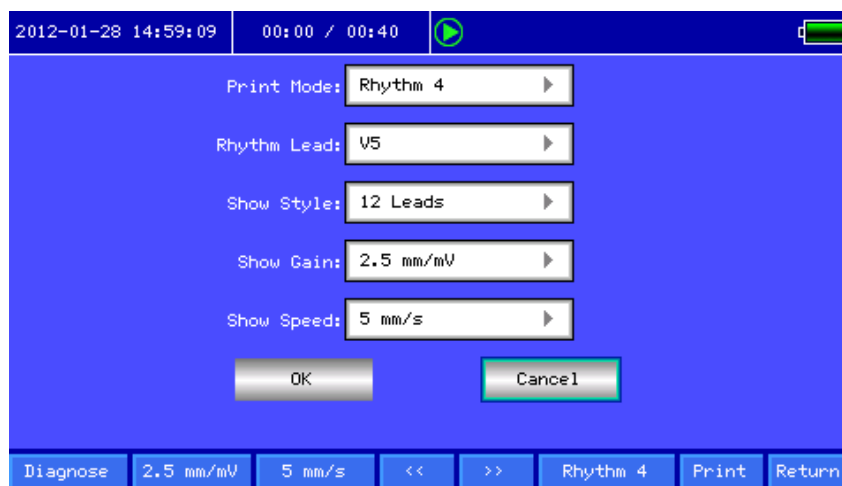 2012-01-28 14:59:09 00:00 / 00:40
Print Mode: Rhythm 4
Rhythm Lead: V5
Show Style: 12 Leads
Show Gain: 2.5 mm/mV
Show Speed: 5 mm/s
OK Cancel
Diagnose 2.5 mm/mV 5 mm/s << >> Rhythm 4 Print Return